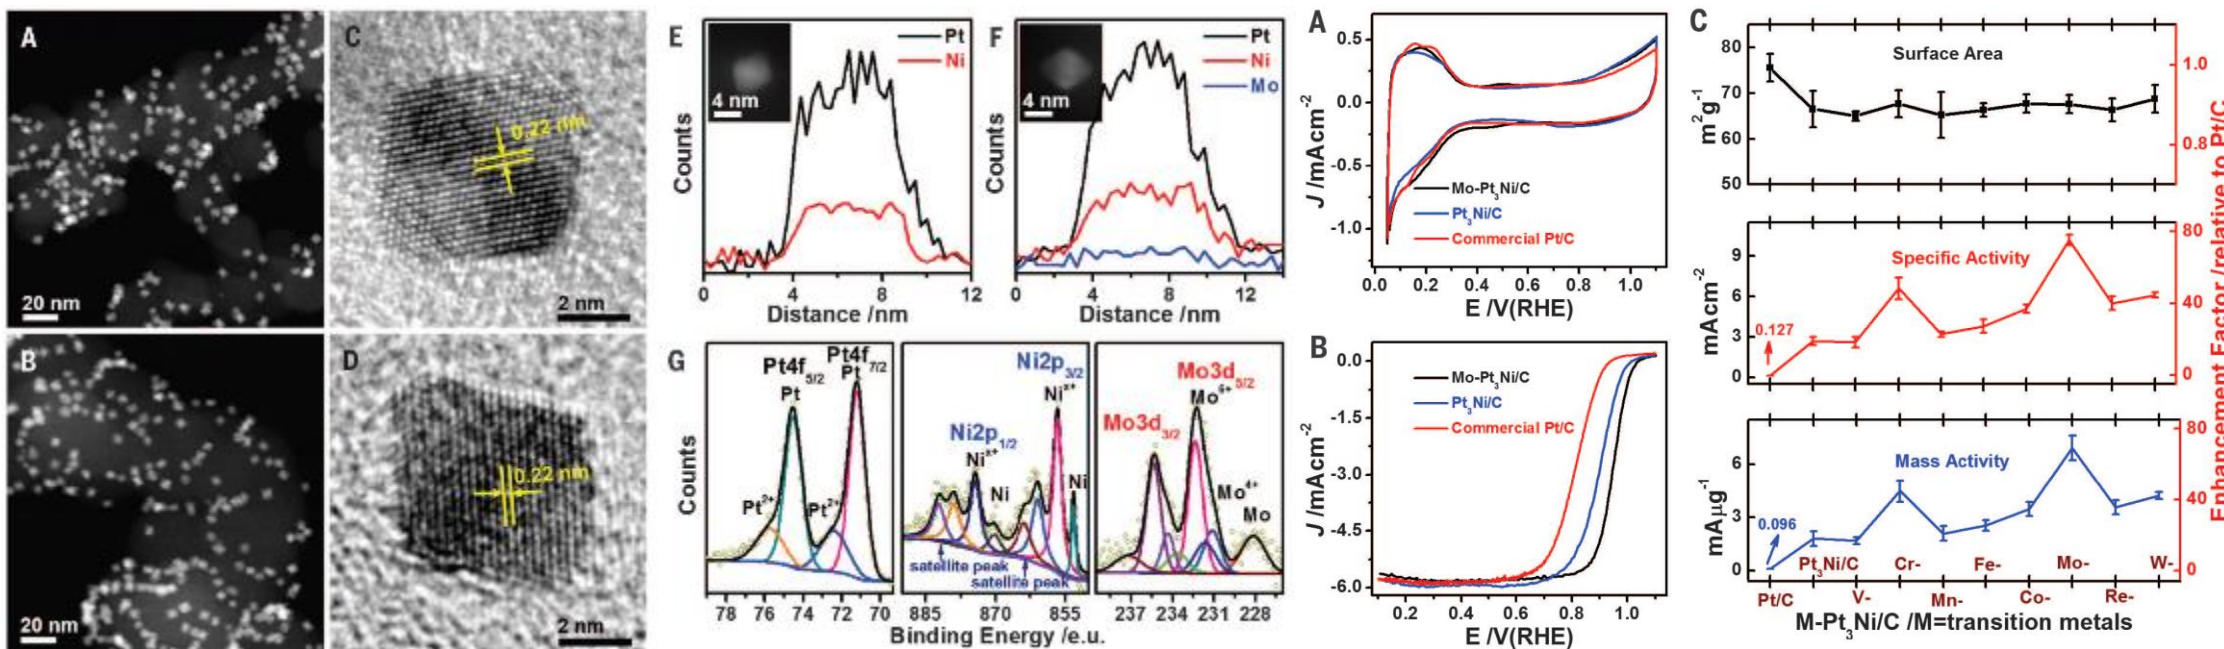 A
20 nm
B
20 nm
C
0.22 nm
2 nm
D
0.22 nm
2 nm
E
4 nm
Pt
Ni
Counts
0 4 8 12
Distance /nm
F
4 nm
Pt
Ni
Mo
Counts
0 4 8 12
Distance /nm
G
Counts
Pt4f5/2
Pt
Pt4f7/2
Pt
Pt2+
Pt2+
78 76 74 72 70
Ni2p3/2
Nix+
Ni2p1/2
Nix+
Ni
Ni
satellite peak
satellite peak
885 870 855
Mo3d5/2
Mo6+
Mo3d3/2
Mo4+
Mo
237 234 231 228
Binding Energy /e.u.
A
J /mAcm-2
0.5
0.0
-0.5
-1.0
Mo-Pt3Ni/C
Pt3Ni/C
Commercial Pt/C
0.0 0.2 0.4 0.6 0.8 1.0
E /V(RHE)
B
J /mAcm-2
0.0
-1.5
-3.0
-4.5
-6.0
Mo-Pt3Ni/C
Pt3Ni/C
Commercial Pt/C
0.2 0.4 0.6 0.8 1.0
E /V(RHE)
C
Surface Area
m2g-1
80
70
60
50
1.0
0.8
Specific Activity
mAcm-2
9
6
3
0
0.127
80
40
0
Mass Activity
mAμg-1
6
3
0
0.096
80
40
0
Enhancement Factor /relative to Pt/C
Pt3Ni/C Cr- Fe- Mo- W-
Pt/C V- Mn- Co- Re-
M-Pt3Ni/C /M=transition metals